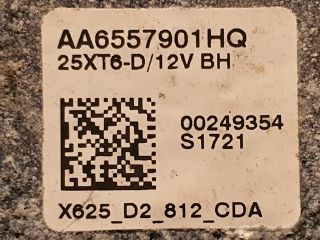 AA6557901HQ
25XT6-D/12V BH
00249354
S1721
X625_D2_812_CDA